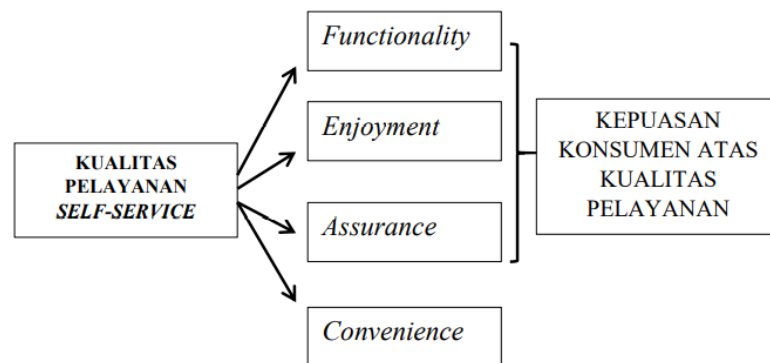 KUALITAS
PELAYANAN
SELF-SERVICE
Functionality
Enjoyment
Assurance
Convenience
KEPUASAN
KONSUMEN ATAS
KUALITAS
PELAYANAN